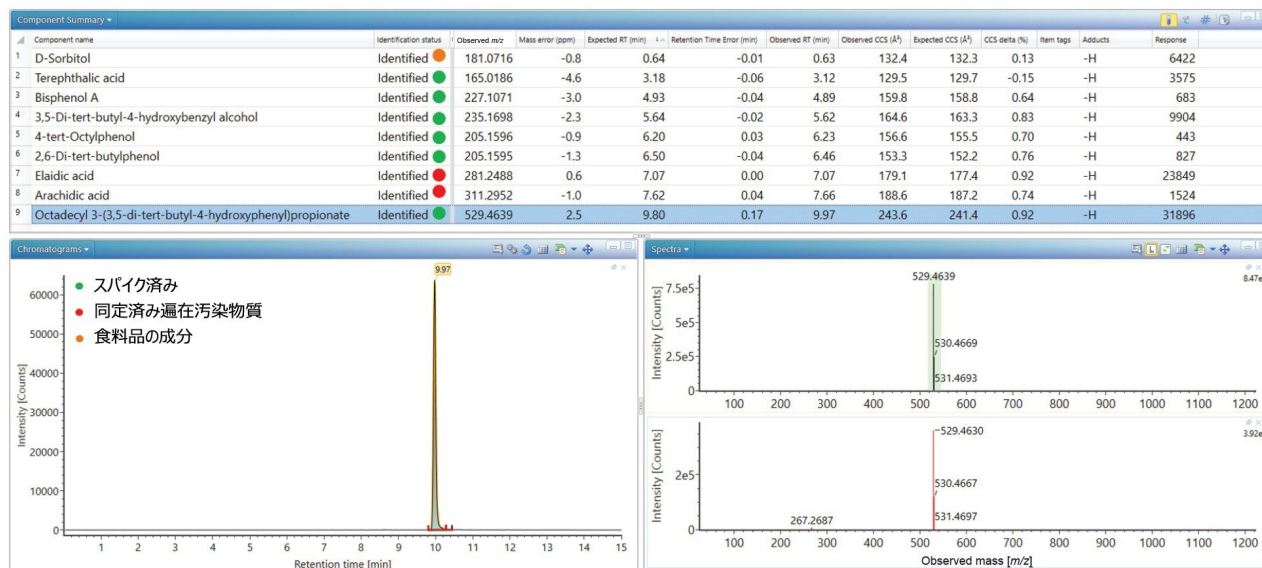 Component Summary
Component name Identification status Observed m/z Mass error (ppm) Expected RT (min) Retention Time Error (min) Observed RT (min) Observed CCS (Å²) Expected CCS (Å²) CCS delta (%) Item tags Adducts Response
1 D-Sorbitol Identified 181.0716 -0.8 0.64 -0.01 0.63 132.4 132.3 0.13 -H 6422
2 Terephthalic acid Identified 165.0186 -4.6 3.18 -0.06 3.12 129.5 129.7 -0.15 -H 3575
3 Bisphenol A Identified 227.1071 -3.0 4.93 -0.04 4.89 159.8 158.8 0.64 -H 683
4 3,5-Di-tert-butyl-4-hydroxybenzyl alcohol Identified 235.1698 -2.3 5.64 -0.02 5.62 164.6 163.3 0.83 -H 9904
5 4-tert-Octylphenol Identified 205.1596 -0.9 6.20 0.03 6.23 156.6 155.5 0.70 -H 443
6 2,6-Di-tert-butylphenol Identified 205.1595 -1.3 6.50 -0.04 6.46 153.3 152.2 0.76 -H 827
7 Elaidic acid Identified 281.2488 0.6 7.07 0.00 7.07 179.1 177.4 0.92 -H 23849
8 Arachidic acid Identified 311.2952 -1.0 7.62 0.04 7.66 188.6 187.2 0.74 -H 1524
9 Octadecyl 3-(3,5-di-tert-butyl-4-hydroxyphenyl)propionate Identified 529.4639 2.5 9.80 0.17 9.97 243.6 241.4 0.92 -H 31896
Chromatograms
9.97
スパイク済み
同定済み遍在汚染物質
食料品の成分
Intensity [Counts]
60000
50000
40000
30000
20000
10000
0
1 2 3 4 5 6 7 8 9 10 11 12 13 14 15
Retention time [min]
Spectra
529.4639
8.47e
7.5e5
5e5
2.5e5
0
Intensity [Counts]
530.4669
531.4693
100 200 300 400 500 600 700 800 900 1000 1100 1200
529.4630
3.92e
2e5
0
Intensity [Counts]
530.4667
531.4697
267.2687
100 200 300 400 500 600 700 800 900 1000 1100 1200
Observed mass [m/z]